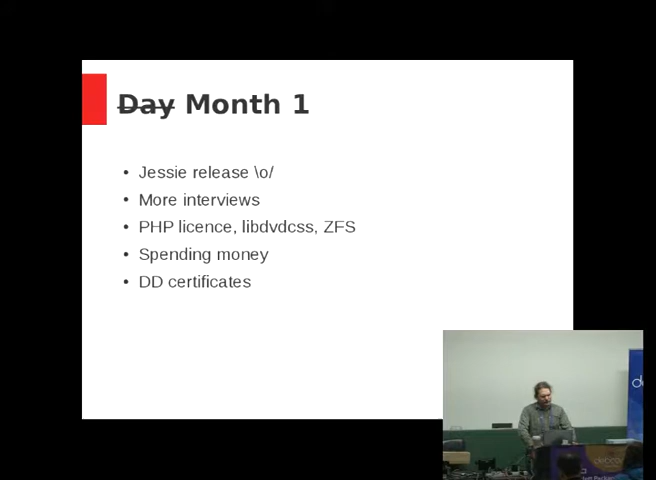 Day Month 1
• Jessie release \o/
• More interviews
• PHP licence, libdvdcss, ZFS
• Spending money
• DD certificates